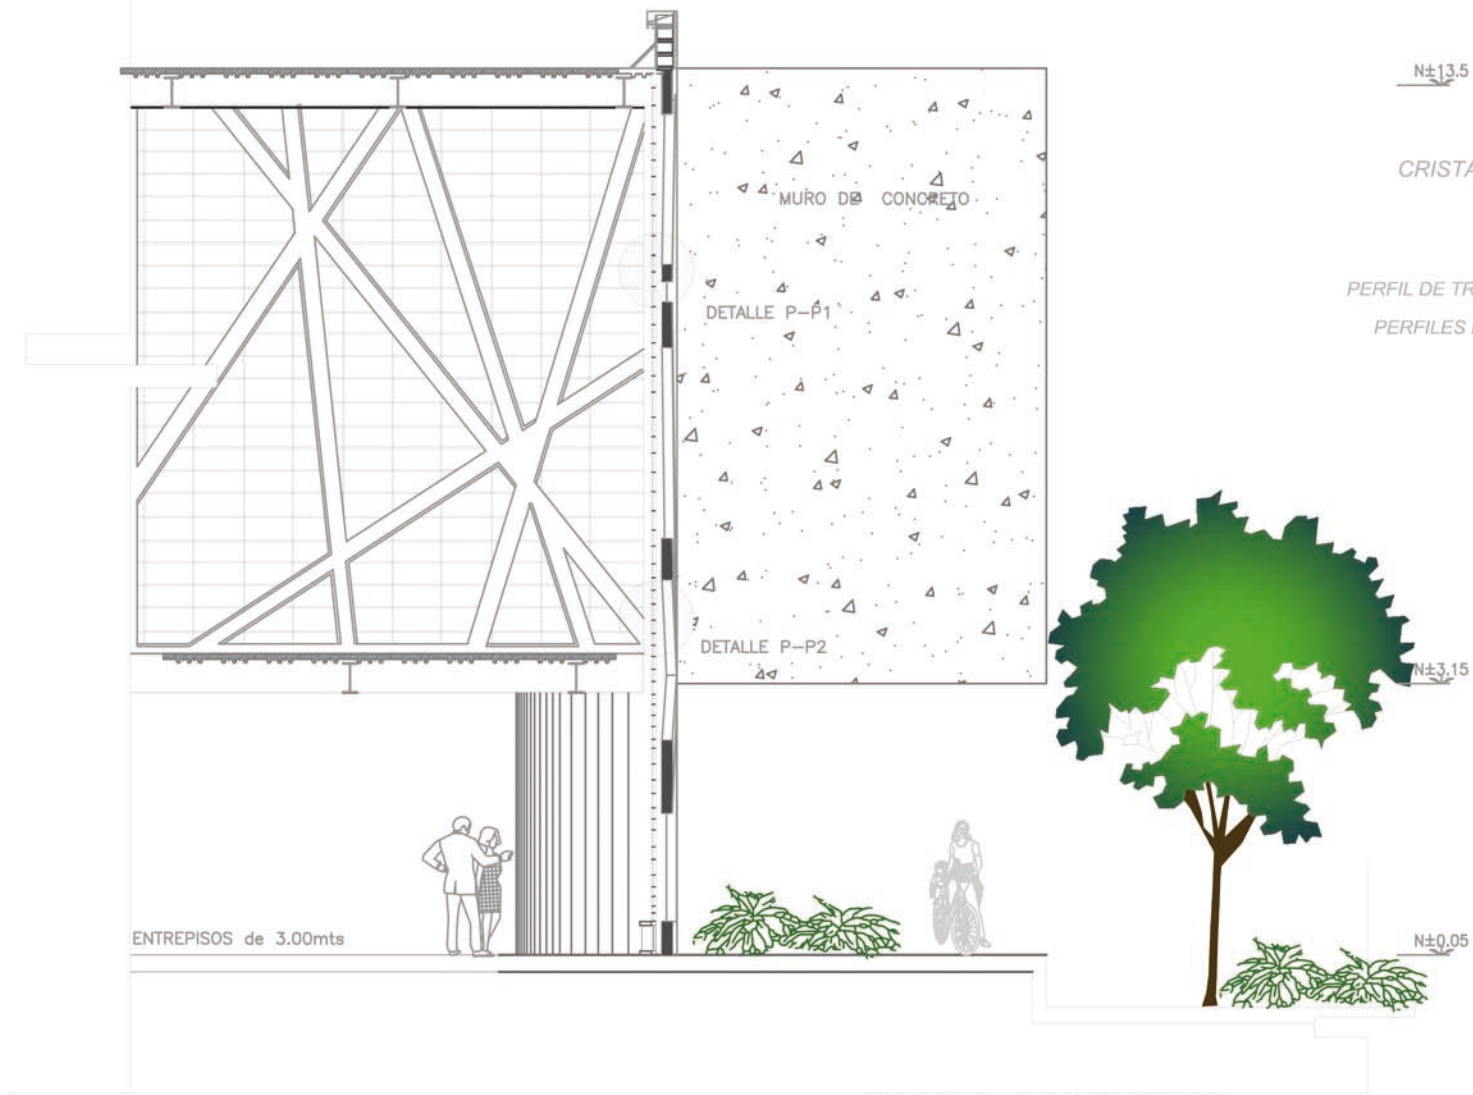 N±13.5
CRISTA
MURO DE CONCRETO
PERFIL DE TR
DETALLE P-P1
PERFILES
DETALLE P-P2
N±3.15
ENTREPISOS de 3.00mts
N±0.05